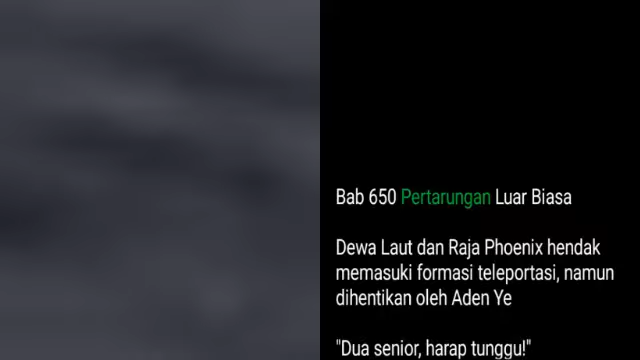 Bab 650 Pertarungan Luar Biasa
Dewa Laut dan Raja Phoenix hendak
memasuki formasi teleportasi, namun
dihentikan oleh Aden Ye
"Dua senior, harap tunggu!"